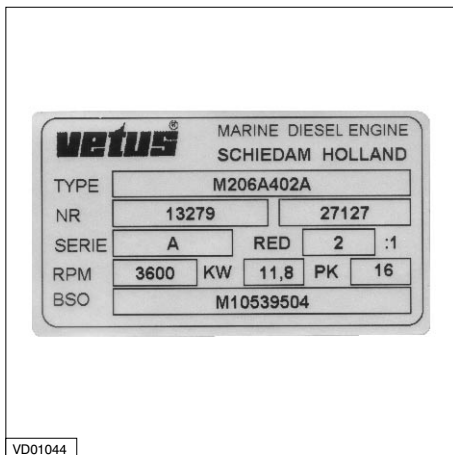 vetus® MARINE DIESEL ENGINE
SCHIEDAM HOLLAND
TYPE M206A402A
NR 13279 27127
SERIE A RED 2 :1
RPM 3600 KW 11,8 PK 16
BSO M10539504
VD01044